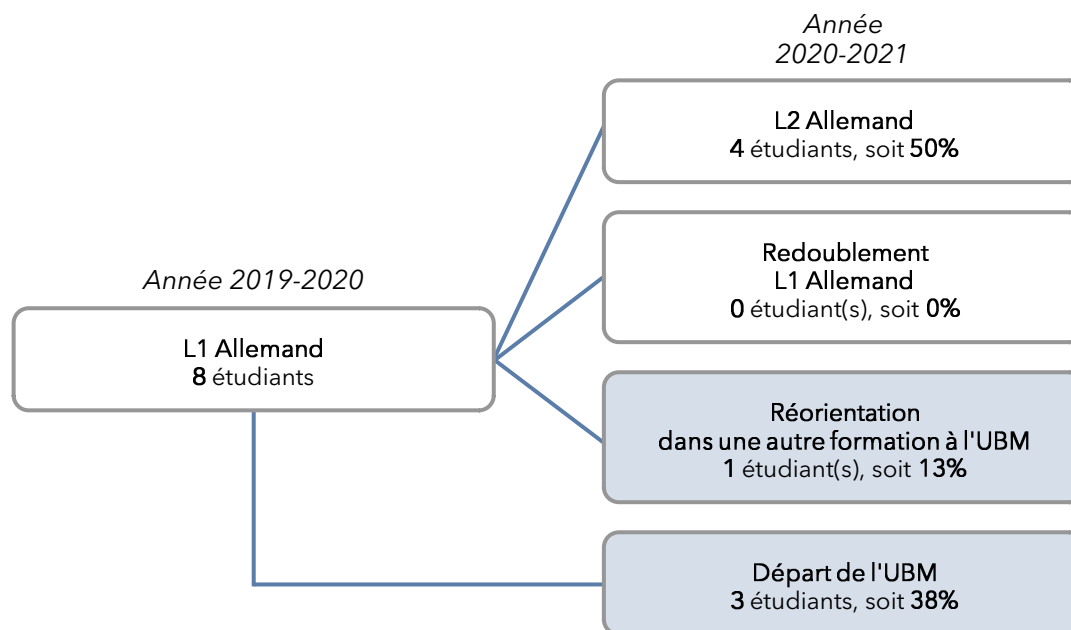 Année
2020-2021
L2 Allemand
4 étudiants, soit 50%
Redoublement
L1 Allemand
0 étudiant(s), soit 0%
Année 2019-2020
L1 Allemand
8 étudiants
Réorientation
dans une autre formation à l'UBM
1 étudiant(s), soit 13%
Départ de l'UBM
3 étudiants, soit 38%